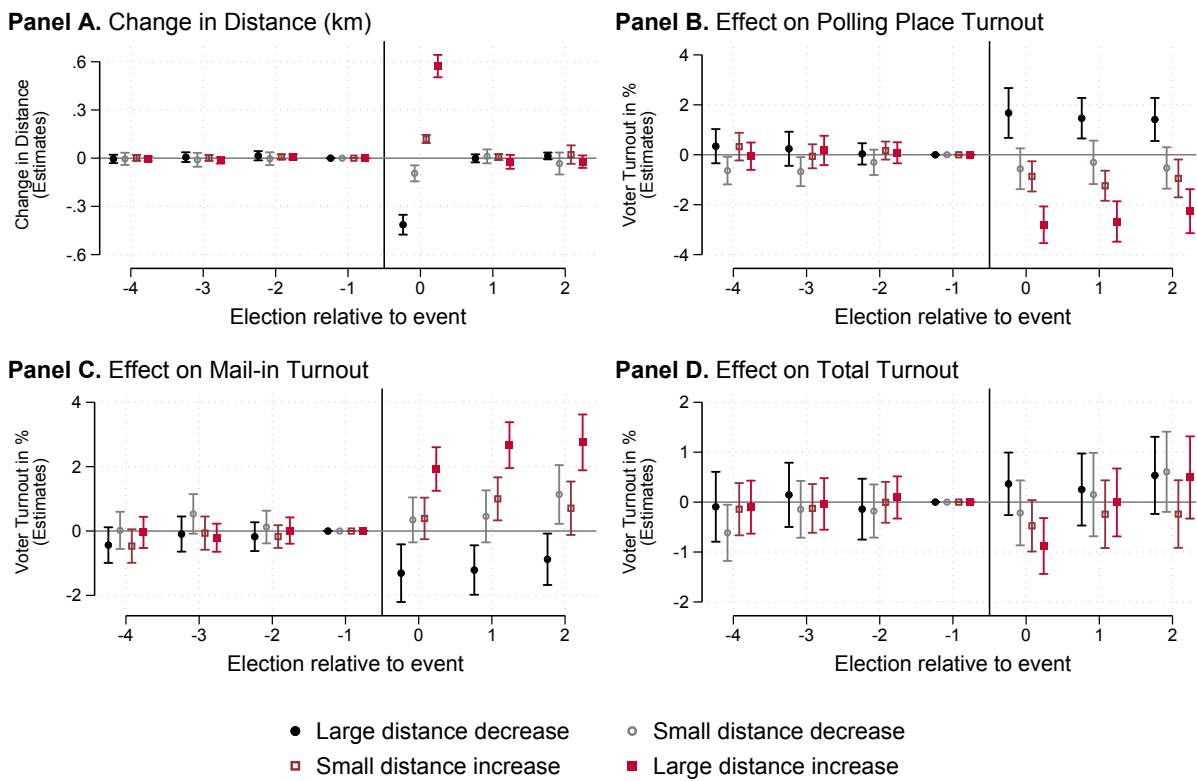 Panel A. Change in Distance (km)
Change in Distance
(Estimates)
.6
.3
0
-.3
-.6
-4 -3 -2 -1 0 1 2
Election relative to event
Panel B. Effect on Polling Place Turnout
Voter Turnout in %
(Estimates)
4
2
0
-2
-4
-4 -3 -2 -1 0 1 2
Election relative to event
Panel C. Effect on Mail-in Turnout
Voter Turnout in %
(Estimates)
4
2
0
-2
-4 -3 -2 -1 0 1 2
Election relative to event
Panel D. Effect on Total Turnout
Voter Turnout in %
(Estimates)
2
1
0
-1
-2
-4 -3 -2 -1 0 1 2
Election relative to event
Large distance decrease Small distance decrease
Small distance increase Large distance increase